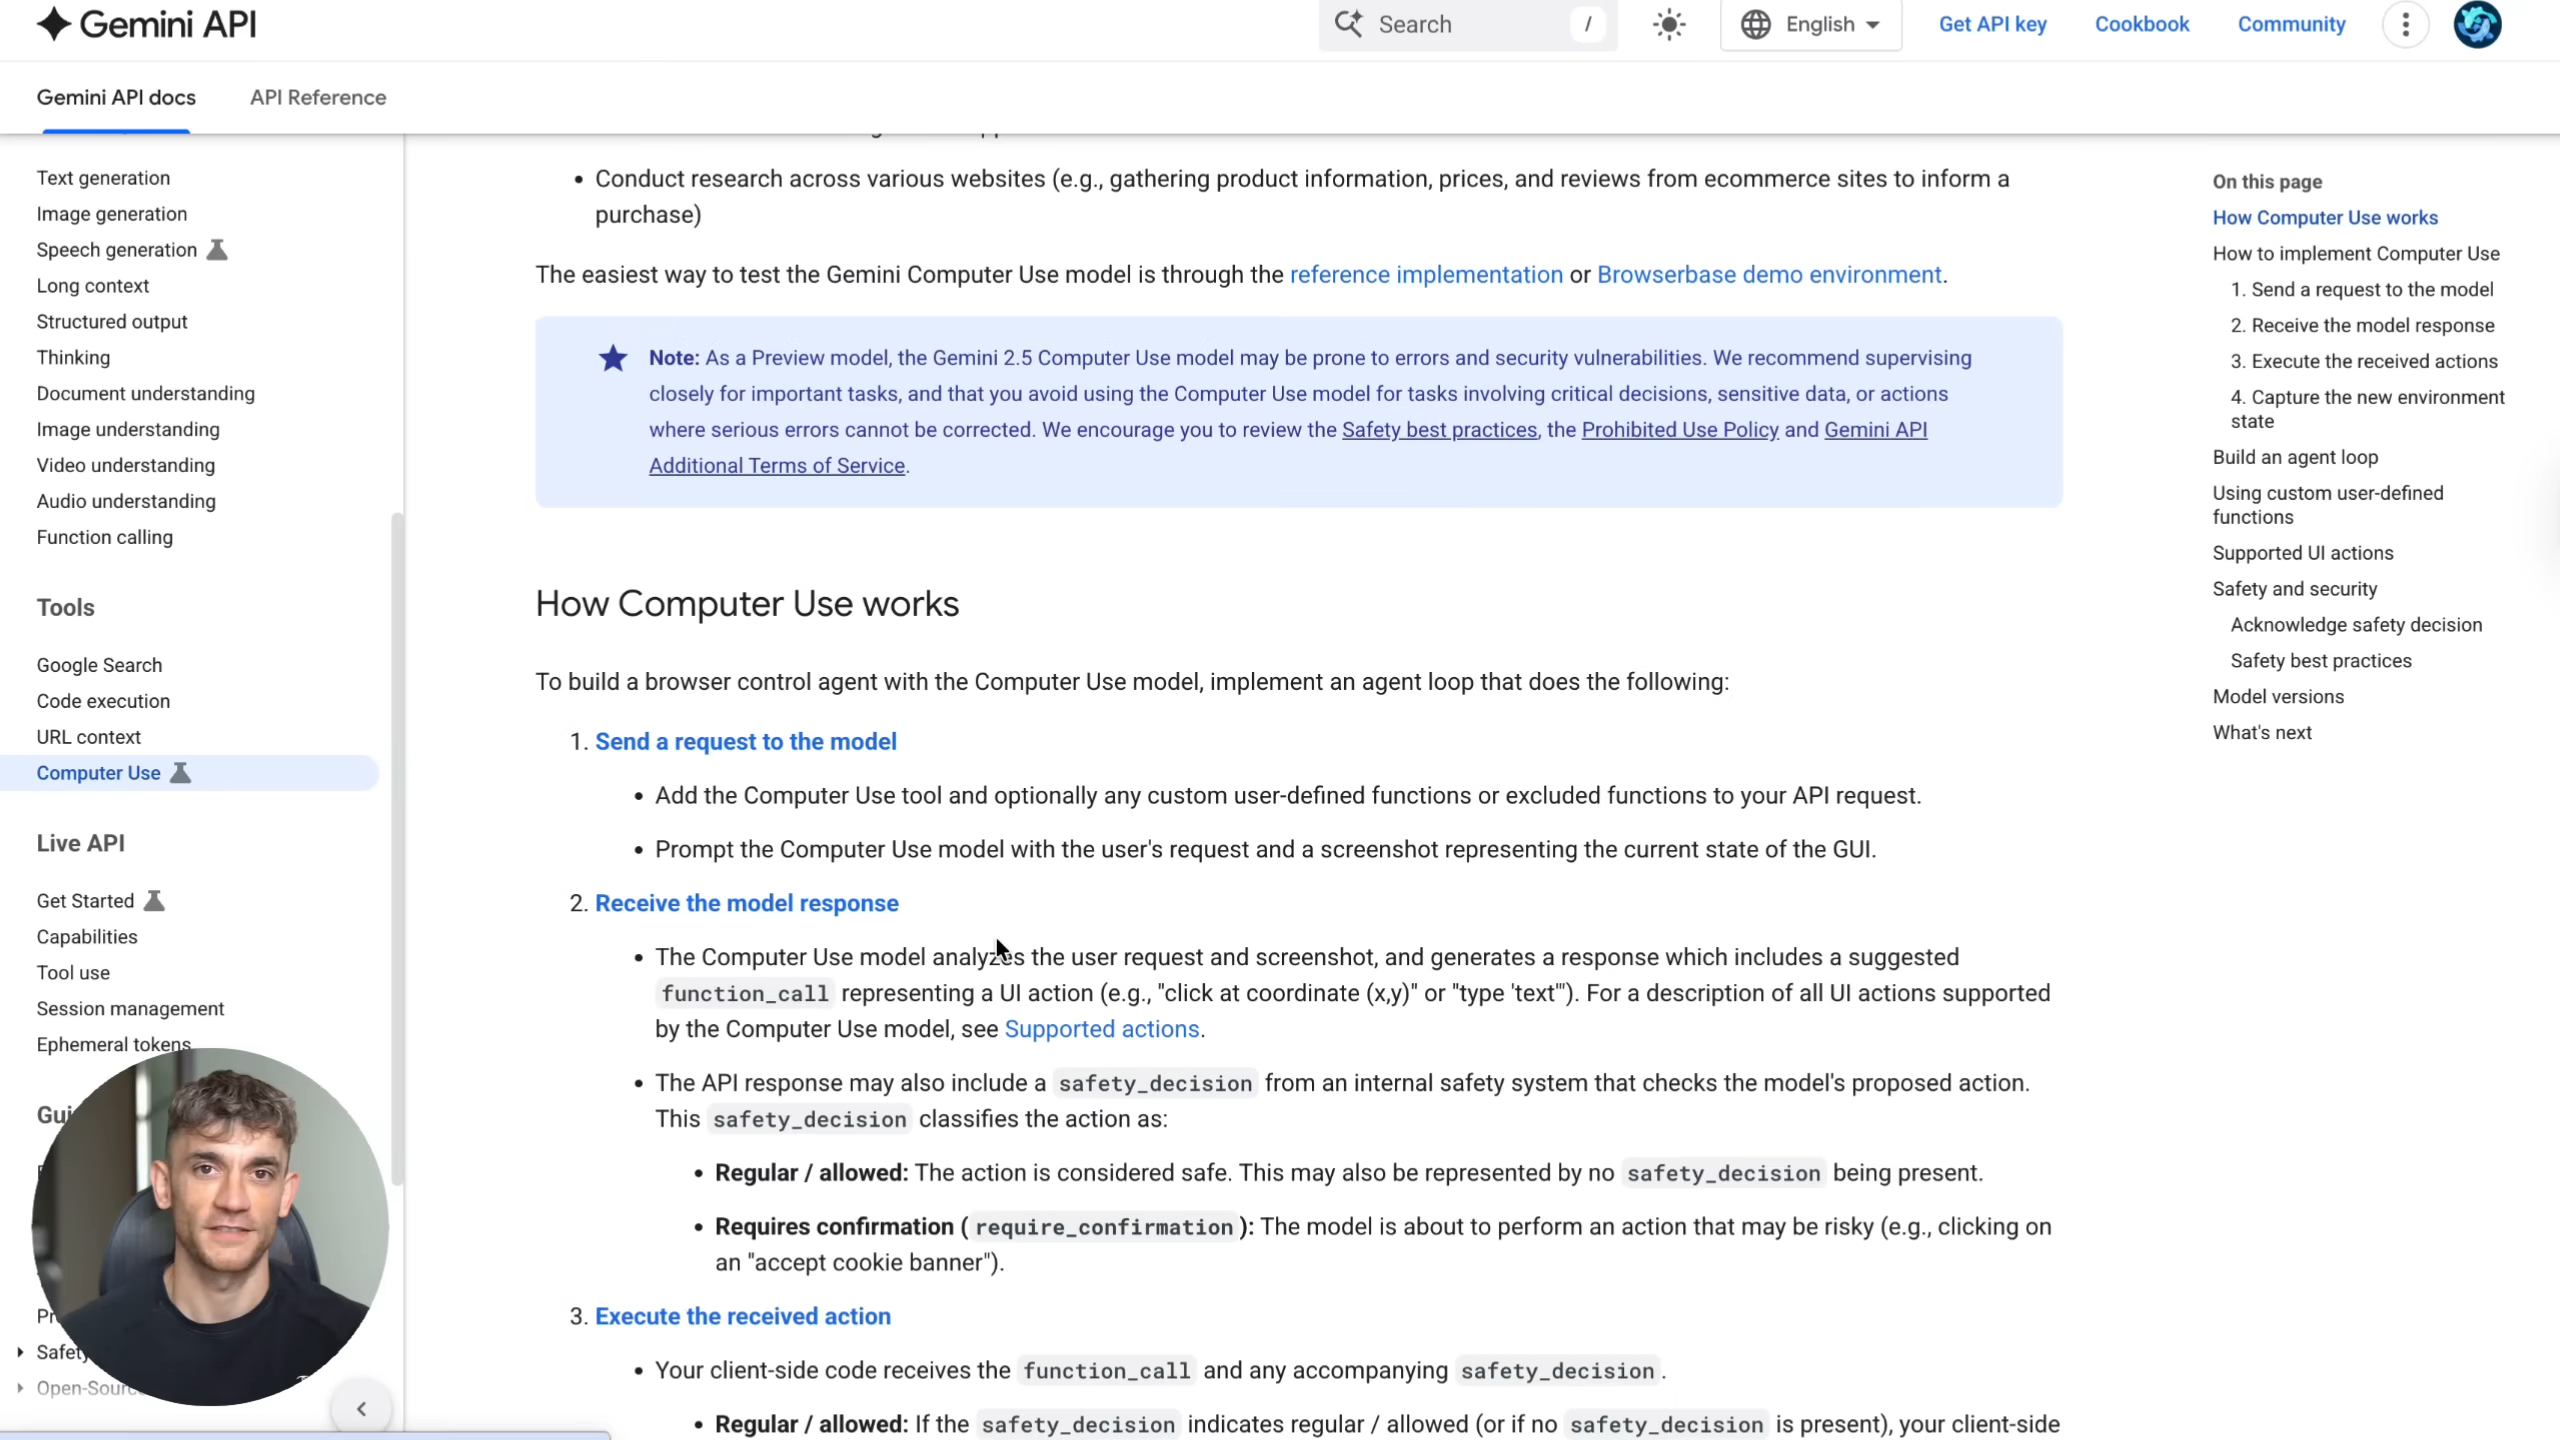 Gemini API
Search
/
English
Get API key
Cookbook
Community
Gemini API docs
API Reference
Text generation
Image generation
Speech generation
Long context
Structured output
Thinking
Document understanding
Image understanding
Video understanding
Audio understanding
Function calling
Tools
Google Search
Code execution
URL context
Computer Use
Live API
Get Started
Capabilities
Tool use
Session management
Ephemeral tokens
Safety
Open-Source
• Conduct research across various websites (e.g., gathering product information, prices, and reviews from ecommerce sites to inform a
purchase)
The easiest way to test the Gemini Computer Use model is through the reference implementation or Browserbase demo environment.
Note: As a Preview model, the Gemini 2.5 Computer Use model may be prone to errors and security vulnerabilities. We recommend supervising
closely for important tasks, and that you avoid using the Computer Use model for tasks involving critical decisions, sensitive data, or actions
where serious errors cannot be corrected. We encourage you to review the Safety best practices, the Prohibited Use Policy and Gemini API
Additional Terms of Service.
How Computer Use works
To build a browser control agent with the Computer Use model, implement an agent loop that does the following:
1. Send a request to the model
• Add the Computer Use tool and optionally any custom user-defined functions or excluded functions to your API request.
• Prompt the Computer Use model with the user's request and a screenshot representing the current state of the GUI.
2. Receive the model response
• The Computer Use model analyzes the user request and screenshot, and generates a response which includes a suggested
function_call representing a UI action (e.g., "click at coordinate (x,y)" or "type 'text'"). For a description of all UI actions supported
by the Computer Use model, see Supported actions.
• The API response may also include a safety_decision from an internal safety system that checks the model's proposed action.
This safety_decision classifies the action as:
• Regular / allowed: The action is considered safe. This may also be represented by no safety_decision being present.
• Requires confirmation (require_confirmation): The model is about to perform an action that may be risky (e.g., clicking on
an "accept cookie banner").
3. Execute the received action
• Your client-side code receives the function_call and any accompanying safety_decision.
• Regular / allowed: If the safety_decision indicates regular / allowed (or if no safety_decision is present), your client-side
On this page
How Computer Use works
How to implement Computer Use
1. Send a request to the model
2. Receive the model response
3. Execute the received actions
4. Capture the new environment
state
Build an agent loop
Using custom user-defined
functions
Supported UI actions
Safety and security
Acknowledge safety decision
Safety best practices
Model versions
What's next